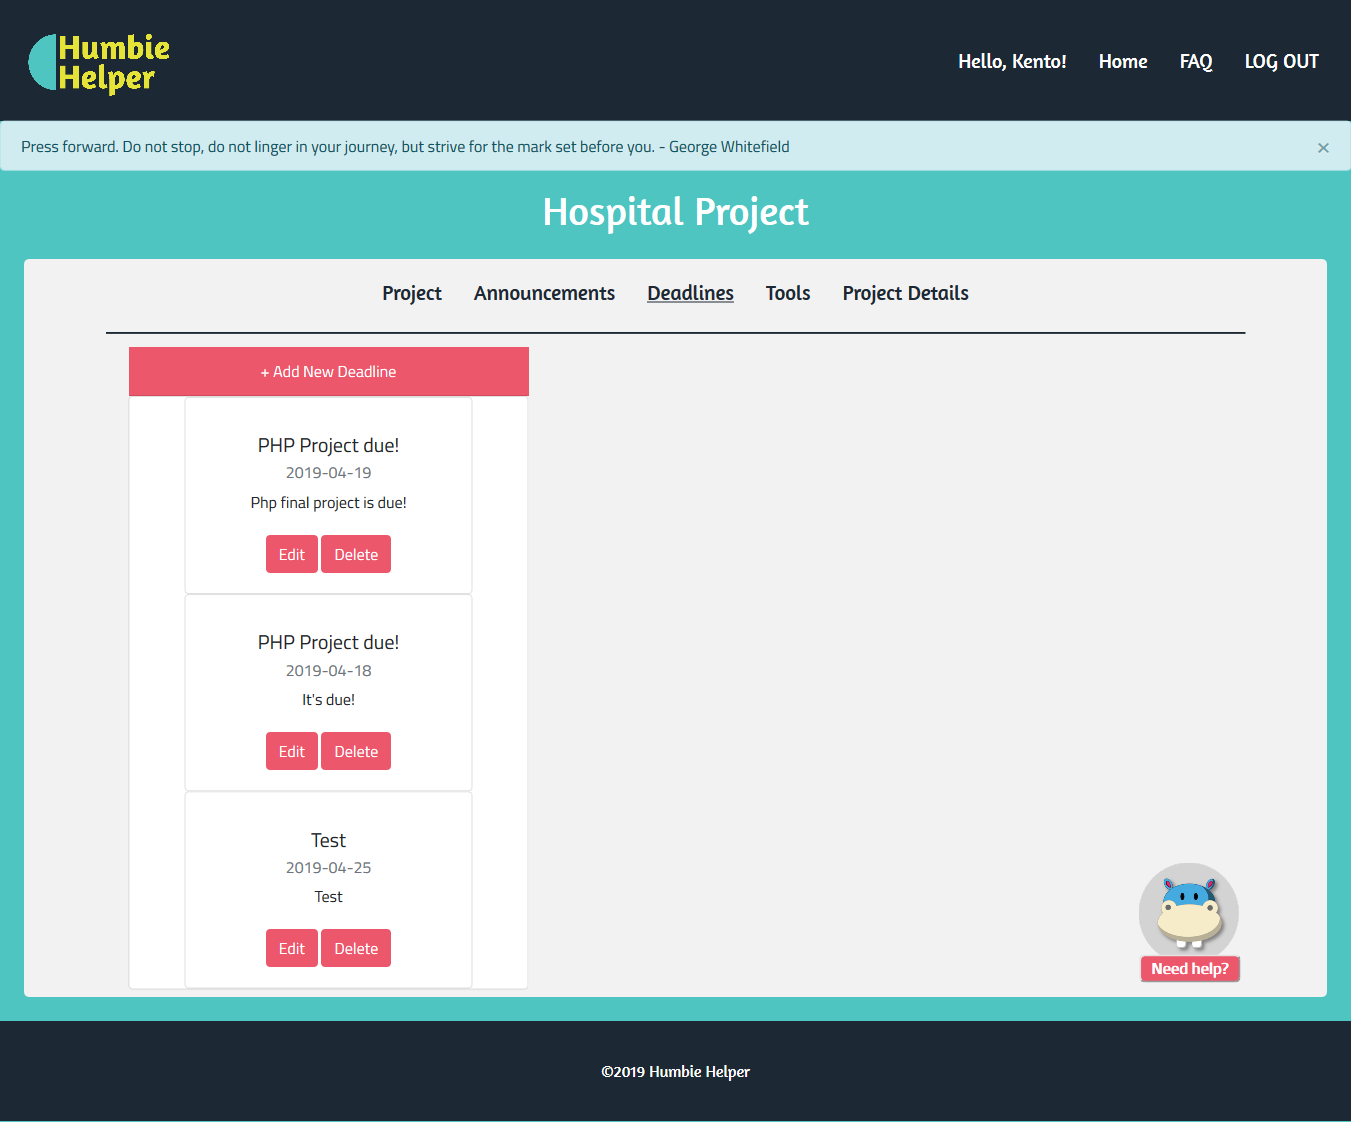 Humbie
Helper
Hello, Kento! Home FAQ LOG OUT
Press forward. Do not stop, do not linger in your journey, but strive for the mark set before you. - George Whitefield ×
Hospital Project
Project Announcements Deadlines Tools Project Details
+ Add New Deadline
PHP Project due!
2019-04-19
Php final project is due!
Edit Delete
PHP Project due!
2019-04-18
It's due!
Edit Delete
Test
2019-04-25
Test
Edit Delete
Need help?
©2019 Humbie Helper